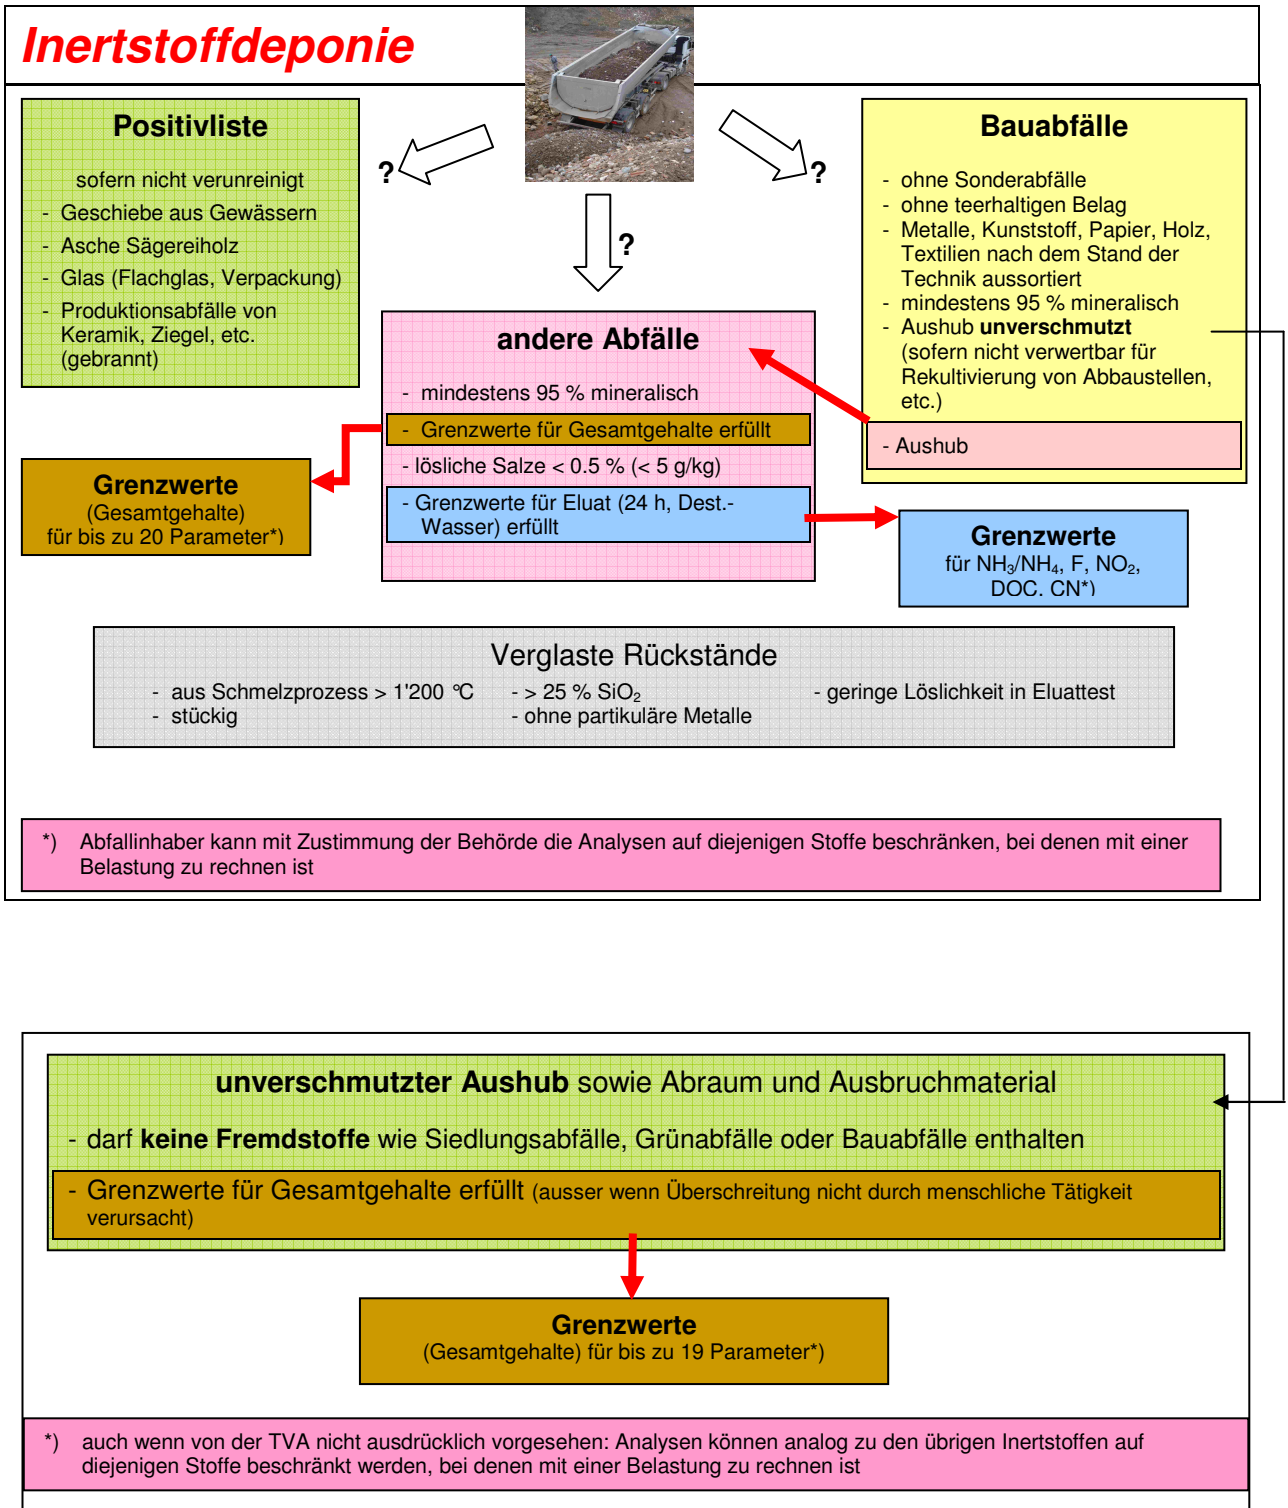 Inertstoffdeponie
Positivliste
sofern nicht verunreinigt
- Geschiebe aus Gewässern
- Asche Sägereiholz
- Glas (Flachglas, Verpackung)
- Produktionsabfälle von
Keramik, Ziegel, etc.
(gebrannt)
?
?
?
Bauabfälle
- ohne Sonderabfälle
- ohne teerhaltigen Belag
- Metalle, Kunststoff, Papier, Holz,
Textilien nach dem Stand der
Technik aussortiert
- mindestens 95 % mineralisch
- Aushub unverschmutzt
(sofern nicht verwertbar für
Rekultivierung von Abbaustellen,
etc.)
- Aushub
andere Abfälle
- mindestens 95 % mineralisch
- Grenzwerte für Gesamtgehalte erfüllt
- lösliche Salze < 0.5 % (< 5 g/kg)
- Grenzwerte für Eluat (24 h, Dest.-
Wasser) erfüllt
Grenzwerte
(Gesamtgehalte)
für bis zu 20 Parameter*)
Grenzwerte
für NH₃/NH₄, F, NO₂,
DOC, CN*)
Verglaste Rückstände
- aus Schmelzprozess > 1'200 °C
- stückig
- > 25 % SiO₂
- ohne partikuläre Metalle
- geringe Löslichkeit in Eluattest
*) Abfallinhaber kann mit Zustimmung der Behörde die Analysen auf diejenigen Stoffe beschränken, bei denen mit einer
Belastung zu rechnen ist
unverschmutzter Aushub sowie Abraum und Ausbruchmaterial
- darf keine Fremdstoffe wie Siedlungsabfälle, Grünabfälle oder Bauabfälle enthalten
- Grenzwerte für Gesamtgehalte erfüllt (ausser wenn Überschreitung nicht durch menschliche Tätigkeit
verursacht)
Grenzwerte
(Gesamtgehalte) für bis zu 19 Parameter*)
*) auch wenn von der TVA nicht ausdrücklich vorgesehen: Analysen können analog zu den übrigen Inertstoffen auf
diejenigen Stoffe beschränkt werden, bei denen mit einer Belastung zu rechnen ist